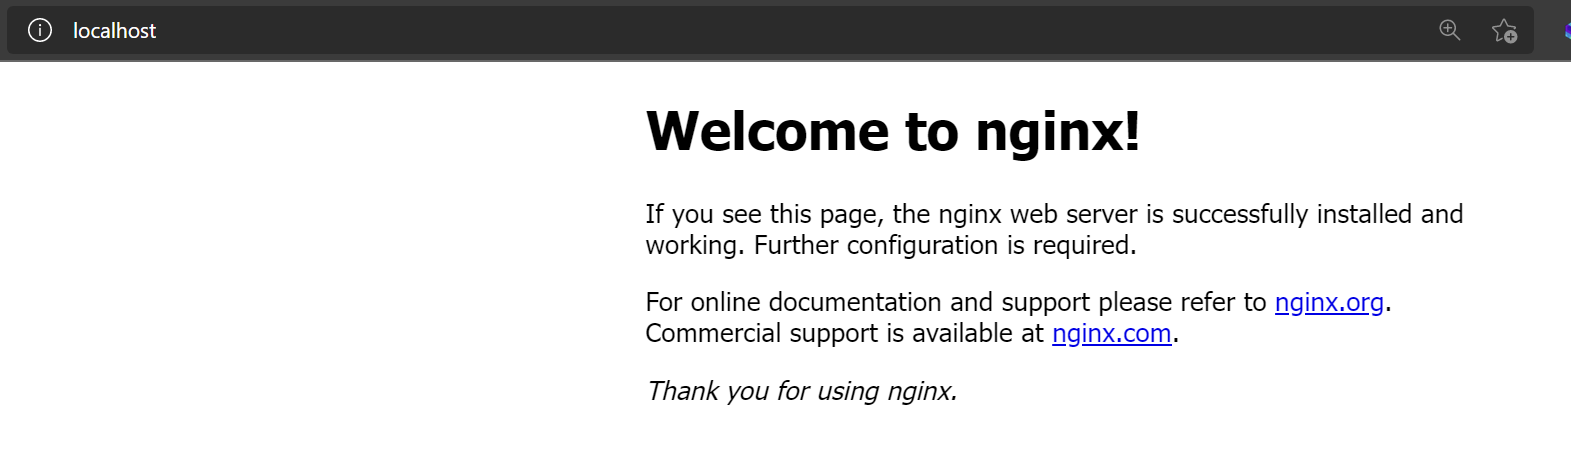 localhost
Welcome to nginx!
If you see this page, the nginx web server is successfully installed and
working. Further configuration is required.
For online documentation and support please refer to nginx.org.
Commercial support is available at nginx.com.
Thank you for using nginx.